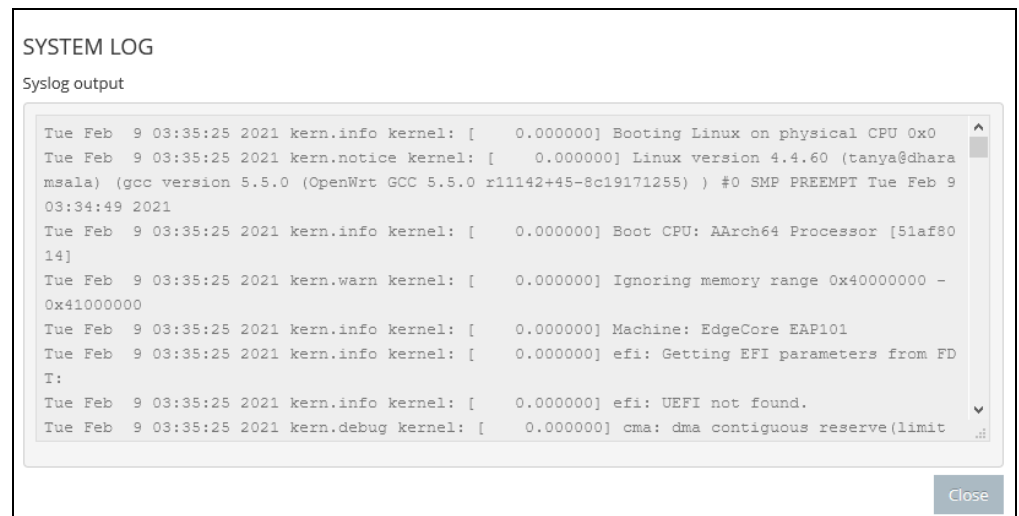 SYSTEM LOG
Syslog output
Tue Feb  9 03:35:25 2021 kern.info kernel: [    0.000000] Booting Linux on physical CPU 0x0
Tue Feb  9 03:35:25 2021 kern.notice kernel: [    0.000000] Linux version 4.4.60 (tanya@dhara
msala) (gcc version 5.5.0 (OpenWrt GCC 5.5.0 r11142+45-8c19171255) ) #0 SMP PREEMPT Tue Feb 9
03:34:49 2021
Tue Feb  9 03:35:25 2021 kern.info kernel: [    0.000000] Boot CPU: AArch64 Processor [51af80
14]
Tue Feb  9 03:35:25 2021 kern.warn kernel: [    0.000000] Ignoring memory range 0x40000000 -
0x41000000
Tue Feb  9 03:35:25 2021 kern.info kernel: [    0.000000] Machine: EdgeCore EAP101
Tue Feb  9 03:35:25 2021 kern.info kernel: [    0.000000] efi: Getting EFI parameters from FD
T:
Tue Feb  9 03:35:25 2021 kern.info kernel: [    0.000000] efi: UEFI not found.
Tue Feb  9 03:35:25 2021 kern.debug kernel: [    0.000000] cma: dma contiguous reserve(limit
Close